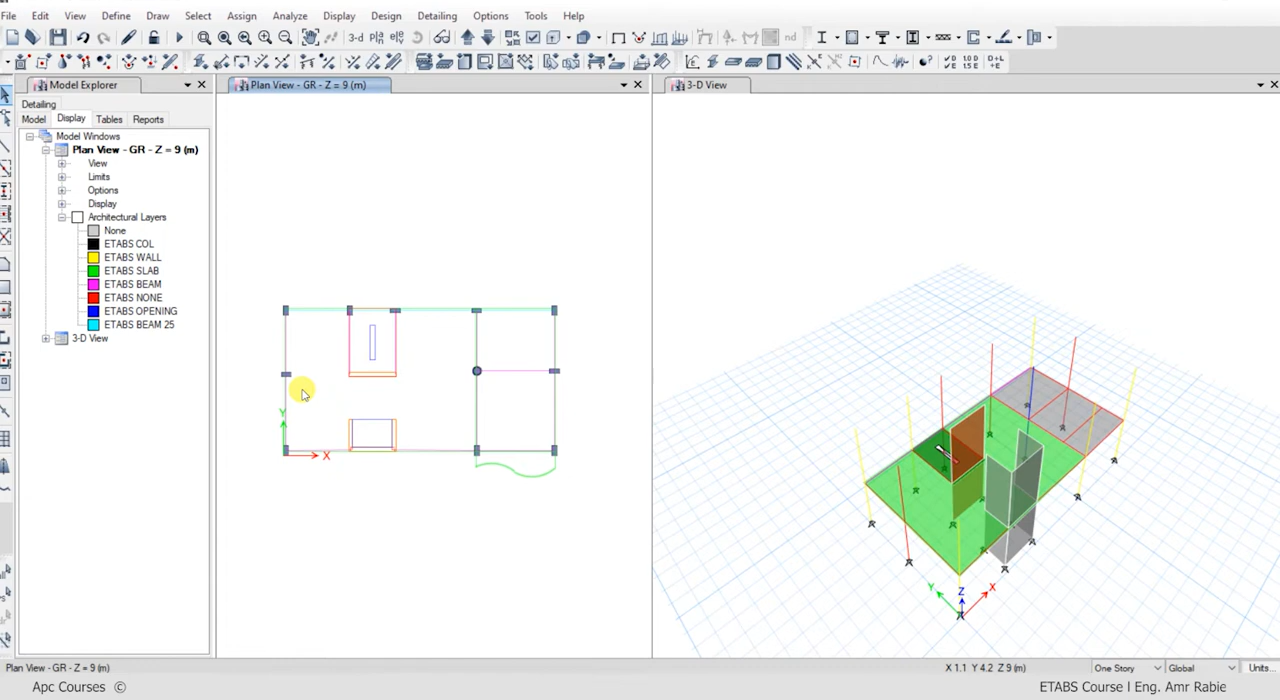 File Edit View Define Draw Select Assign Analyze Display Design Detailing Options Tools Help
3-d
nd
Model Explorer
Plan View - GR - Z = 9 (m)
3-D View
Detailing
Model Display Tables Reports
Model Windows
Plan View - GR - Z = 9 (m)
View
Limits
Options
Display
Architectural Layers
None
ETABS COL
ETABS WALL
ETABS SLAB
ETABS BEAM
ETABS NONE
ETABS OPENING
ETABS BEAM 25
3-D View
Y
X
Y
Z
X
Plan View - GR - Z = 9 (m)
X 1.1 Y 4.2 Z 9 (m)
One Story
Global
Units...
Apc Courses ©
ETABS Course I Eng. Amr Rabie